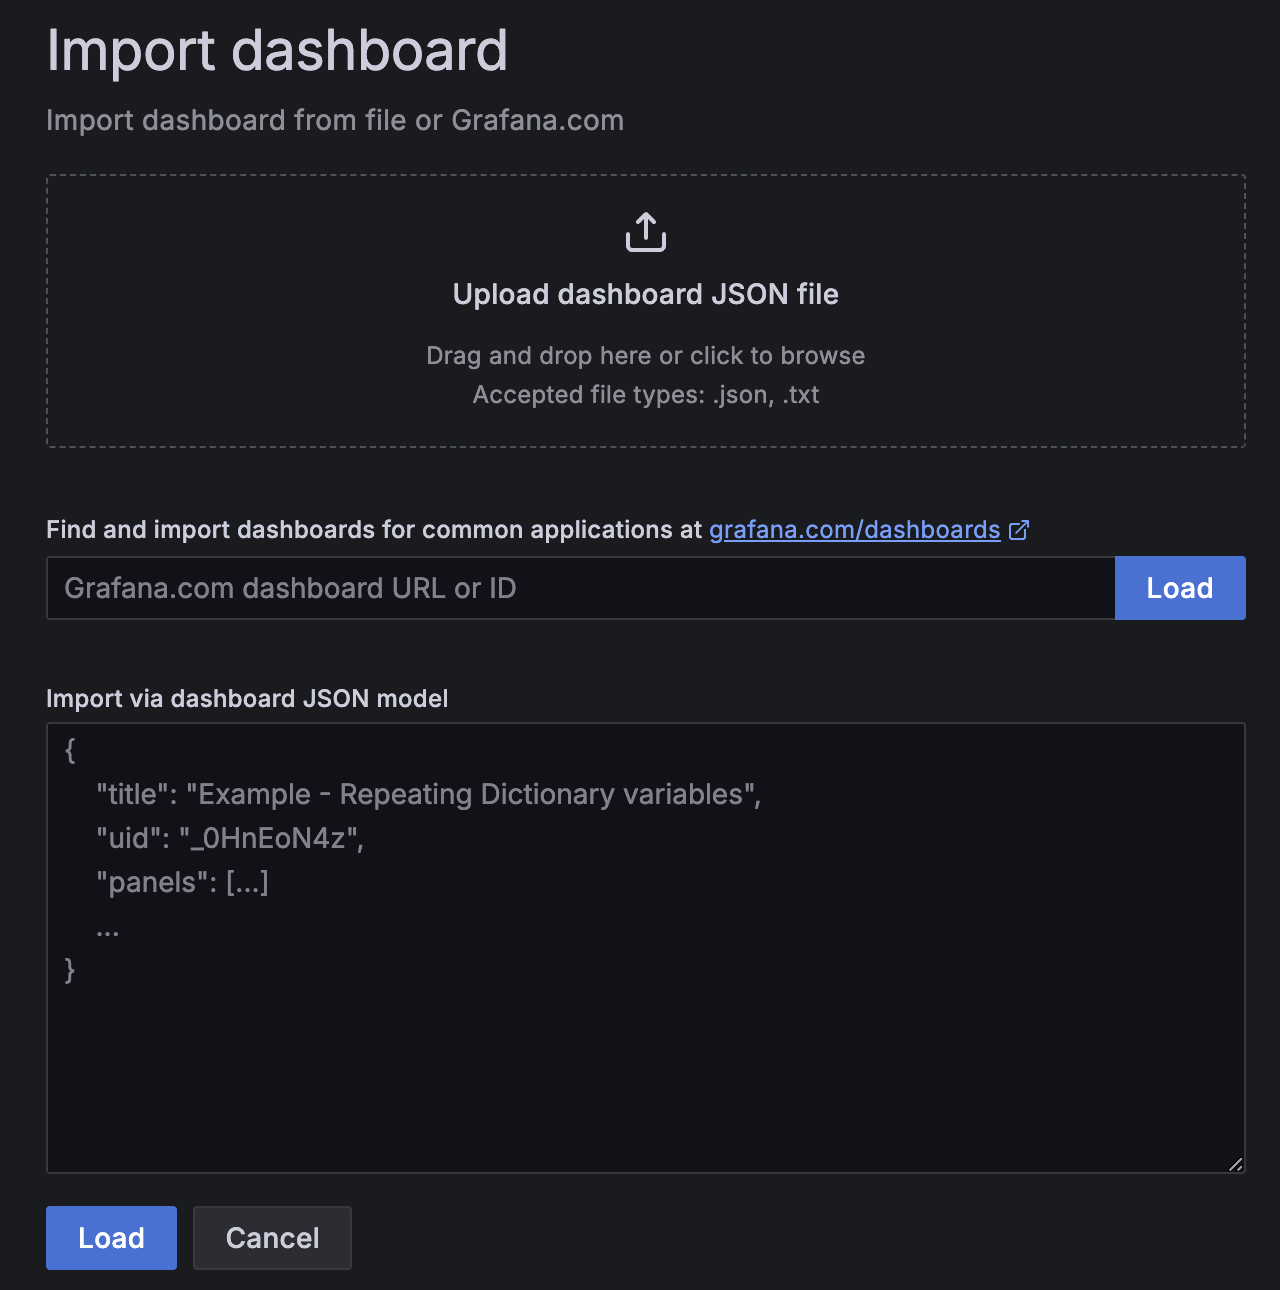 Import dashboard
Import dashboard from file or Grafana.com
Upload dashboard JSON file
Drag and drop here or click to browse
Accepted file types: .json, .txt
Find and import dashboards for common applications at grafana.com/dashboards
Grafana.com dashboard URL or ID
Load
Import via dashboard JSON model
{
"title": "Example - Repeating Dictionary variables",
"uid": "_0HnEoN4z",
"panels": [...]
...
}
Load
Cancel